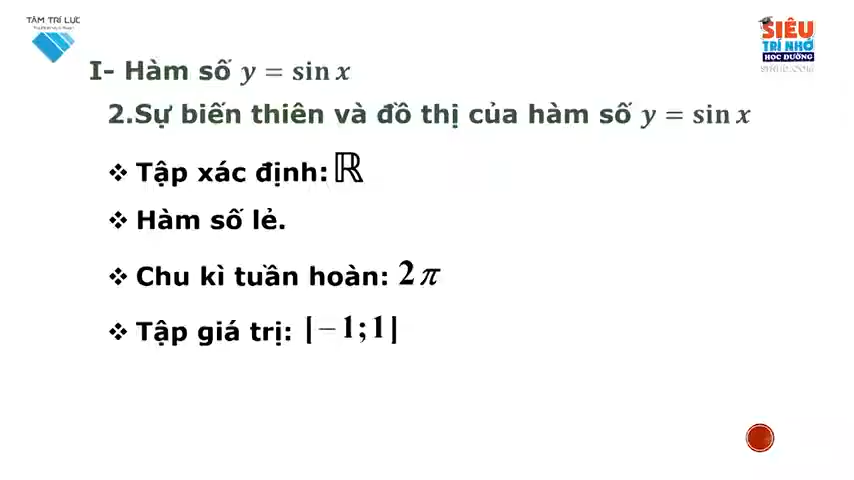 TÂM TRÍ LỰC
SIÊU
TRÍ NHỚ
HỌC ĐƯỜNG
I- Hàm số y = sin x
2.Sự biến thiên và đồ thị của hàm số y = sin x
❖ Tập xác định: ℝ
❖ Hàm số lẻ.
❖ Chu kì tuần hoàn: 2π
❖ Tập giá trị: [−1;1]